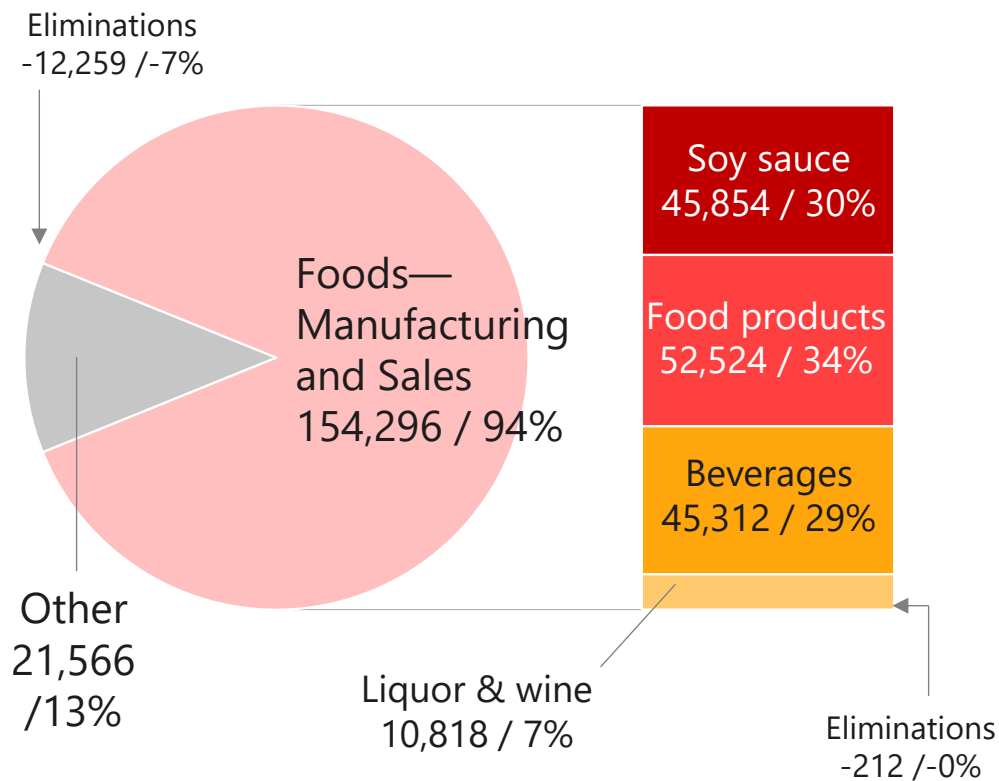 Eliminations
-12,259 /-7%
Foods—
Manufacturing
and Sales
154,296 / 94%
Other
21,566
/13%
Soy sauce
45,854 / 30%
Food products
52,524 / 34%
Beverages
45,312 / 29%
Liquor & wine
10,818 / 7%
Eliminations
-212 /-0%